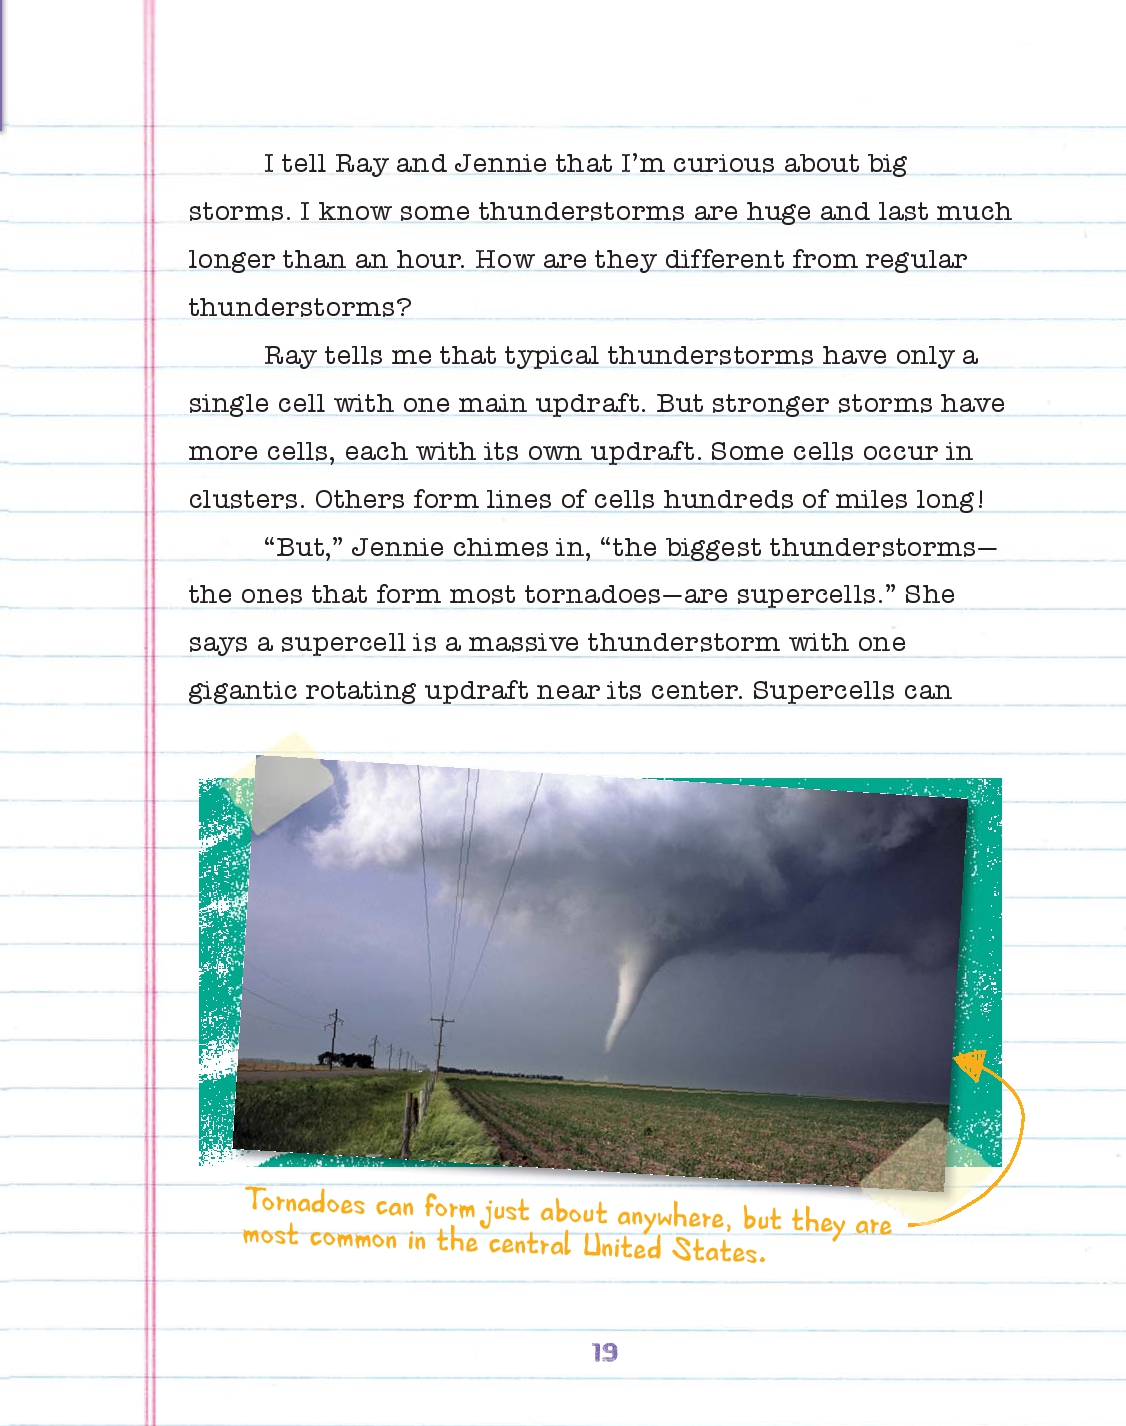 I tell Ray and Jennie that I’m curious about big
storms. I know some thunderstorms are huge and last much
longer than an hour. How are they different from regular
thunderstorms?
Ray tells me that typical thunderstorms have only a
single cell with one main updraft. But stronger storms have
more cells, each with its own updraft. Some cells occur in
clusters. Others form lines of cells hundreds of miles long!
“But,” Jennie chimes in, “the biggest thunderstorms—
the ones that form most tornadoes—are supercells.” She
says a supercell is a massive thunderstorm with one
gigantic rotating updraft near its center. Supercells can
Tornadoes can form just about anywhere, but they are
most common in the central United States.
19